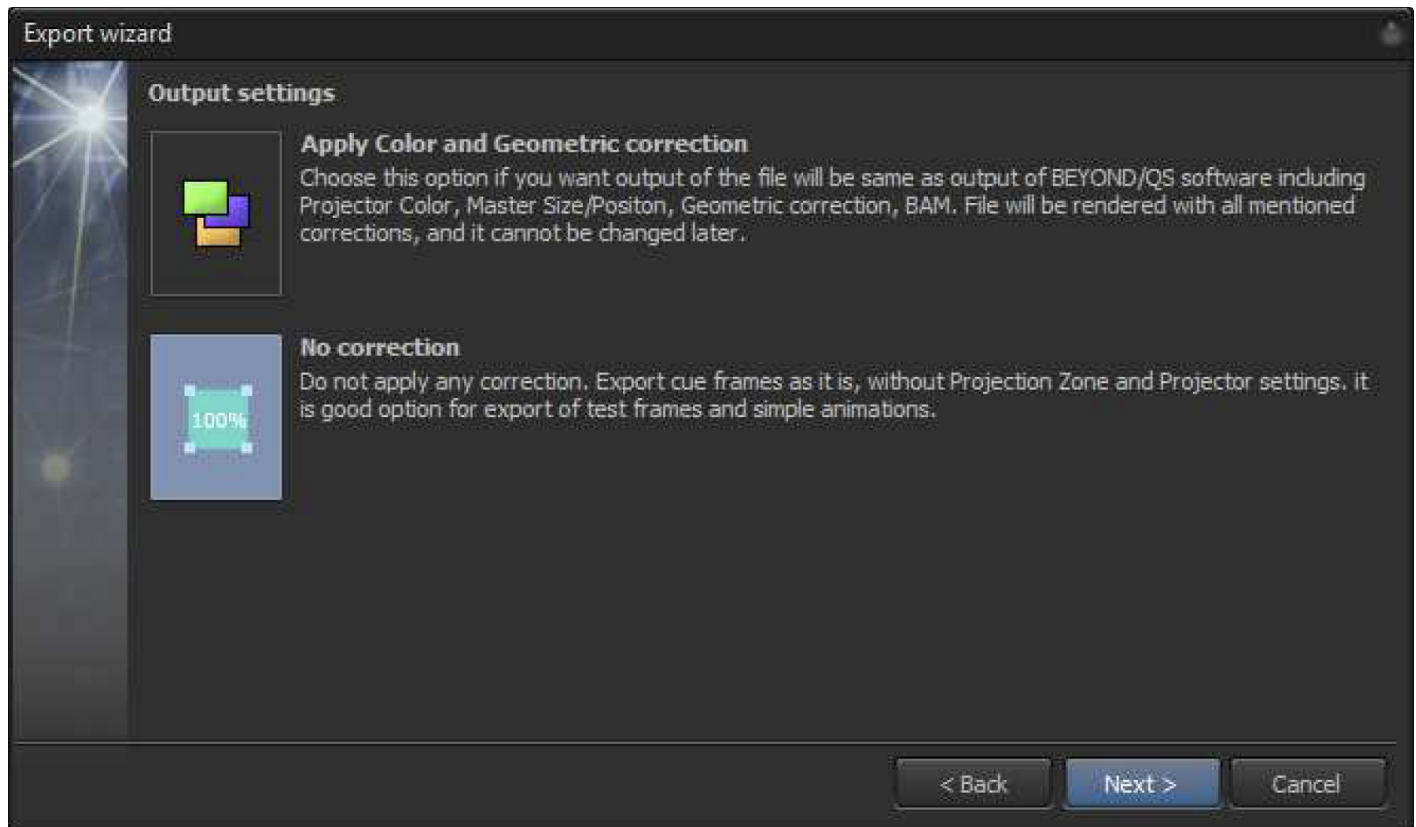 Export wizard
Output settings
Apply Color and Geometric correction
Choose this option if you want output of the file will be same as output of BEYOND/QS software including
Projector Color, Master Size/Positon, Geometric correction, BAM. File will be rendered with all mentioned
corrections, and it cannot be changed later.
100%
No correction
Do not apply any correction. Export cue frames as it is, without Projection Zone and Projector settings. it
is good option for export of test frames and simple animations.
< Back
Next >
Cancel